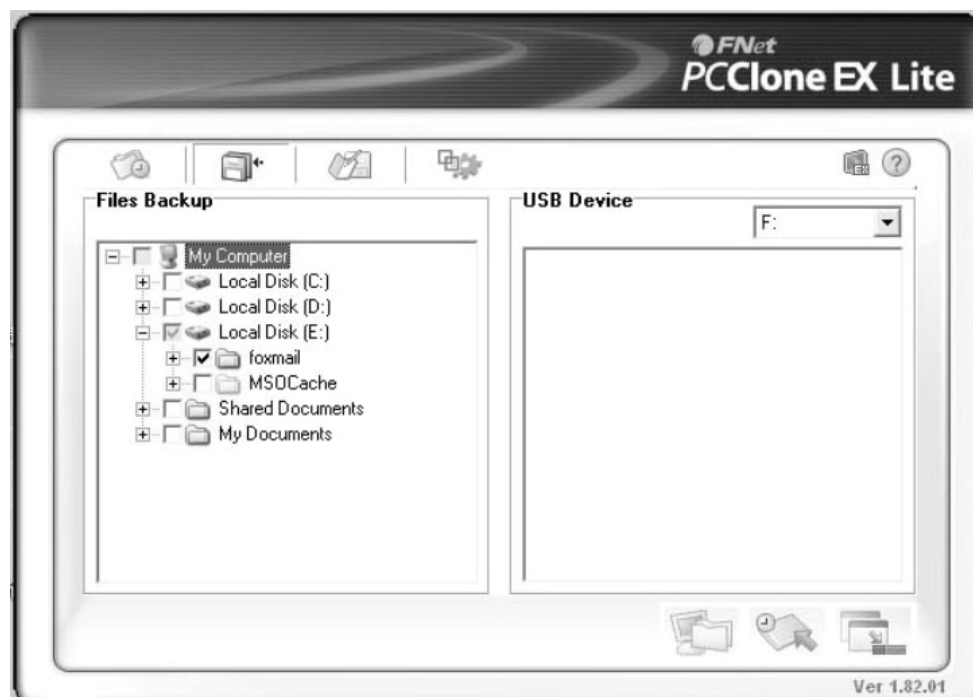 FNet
PCClone EX Lite
Files Backup
USB Device
F:
My Computer
Local Disk (C:)
Local Disk (D:)
Local Disk (E:)
foxmail
MSOCache
Shared Documents
My Documents
Ver 1.82.01